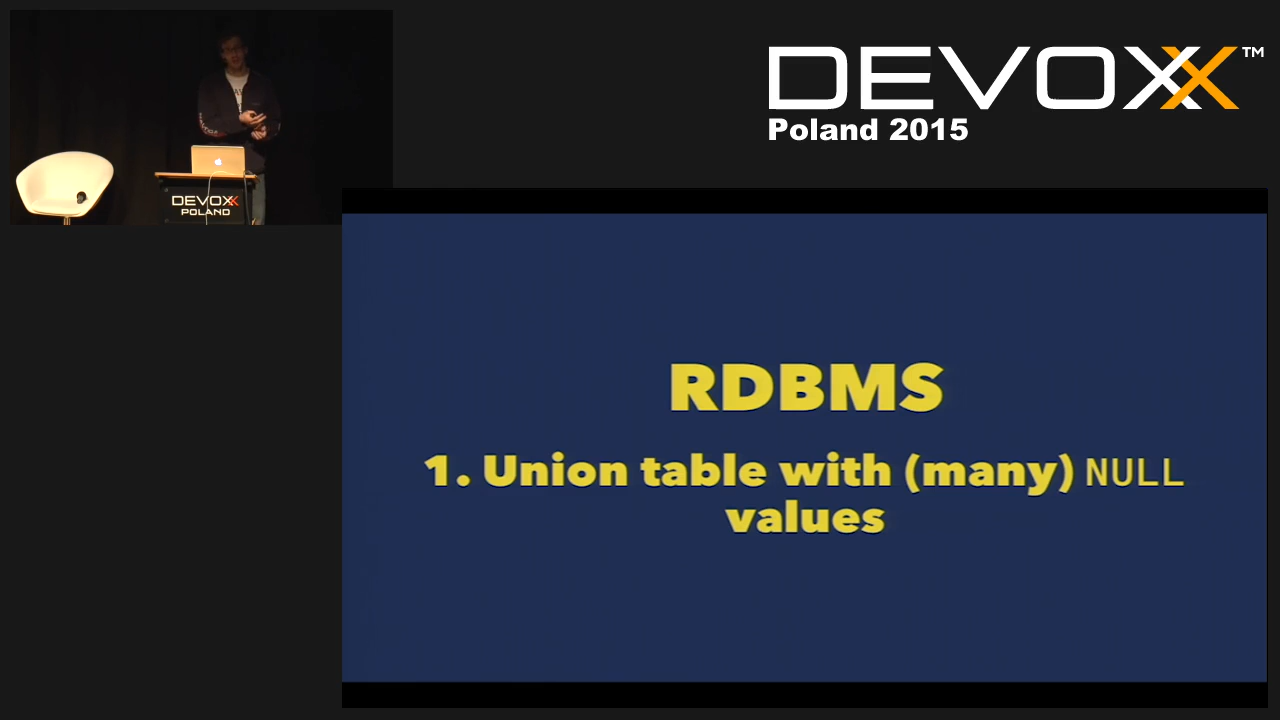 DEVOXX™
Poland 2015
DEVOXX
POLAND
RDBMS
1. Union table with (many) NULL
values